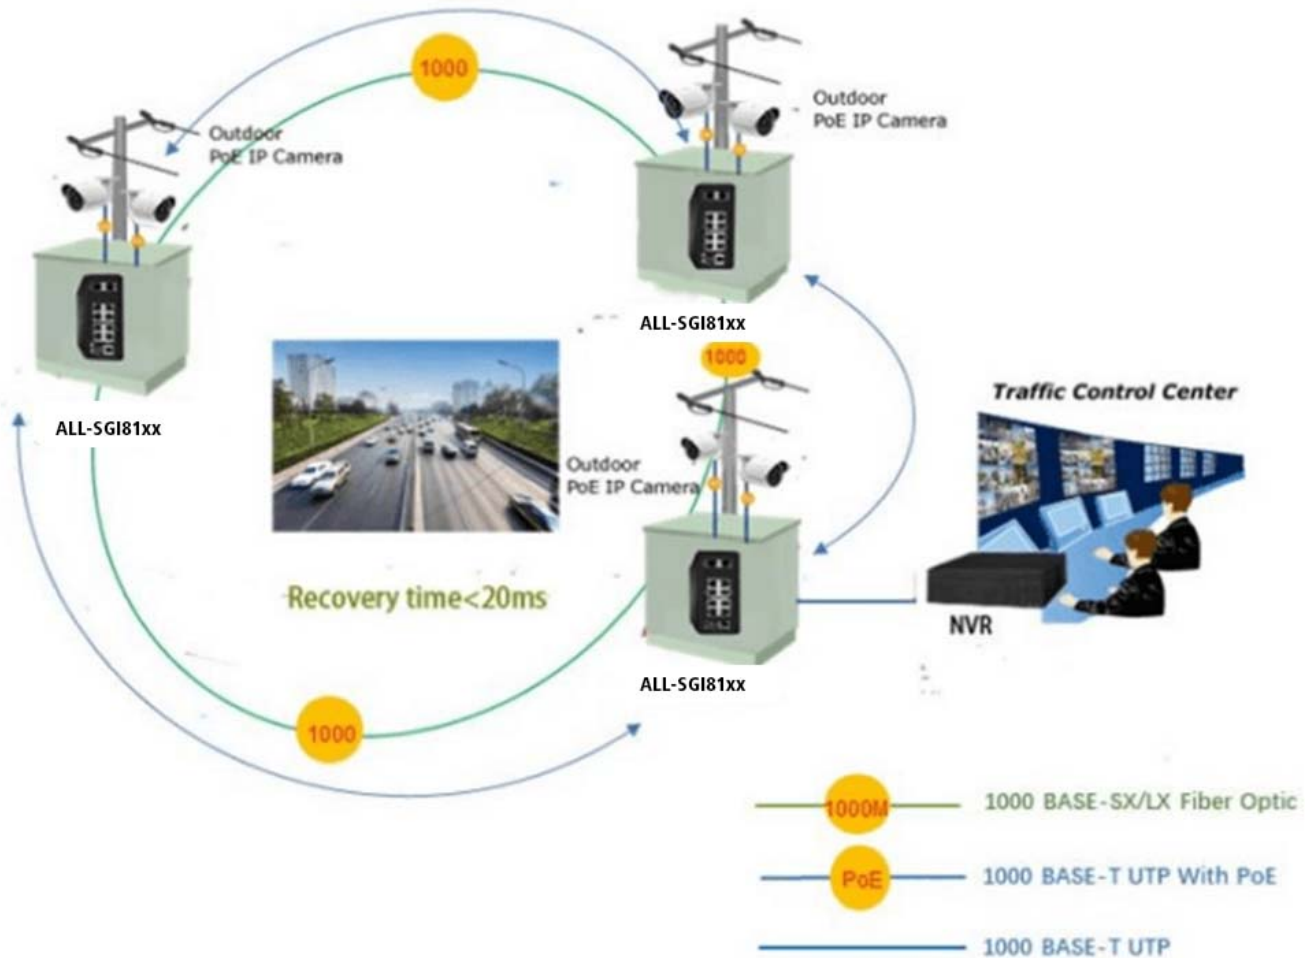 1000
Outdoor
PoE IP Camera
Outdoor
PoE IP Camera
ALL-SGI81xx
1000
Traffic Control Center
ALL-SGI81xx
Outdoor
PoE IP Camera
Recovery time<20ms
NVR
ALL-SGI81xx
1000
1000M
1000 BASE-SX/LX Fiber Optic
PoE
1000 BASE-T UTP With PoE
1000 BASE-T UTP